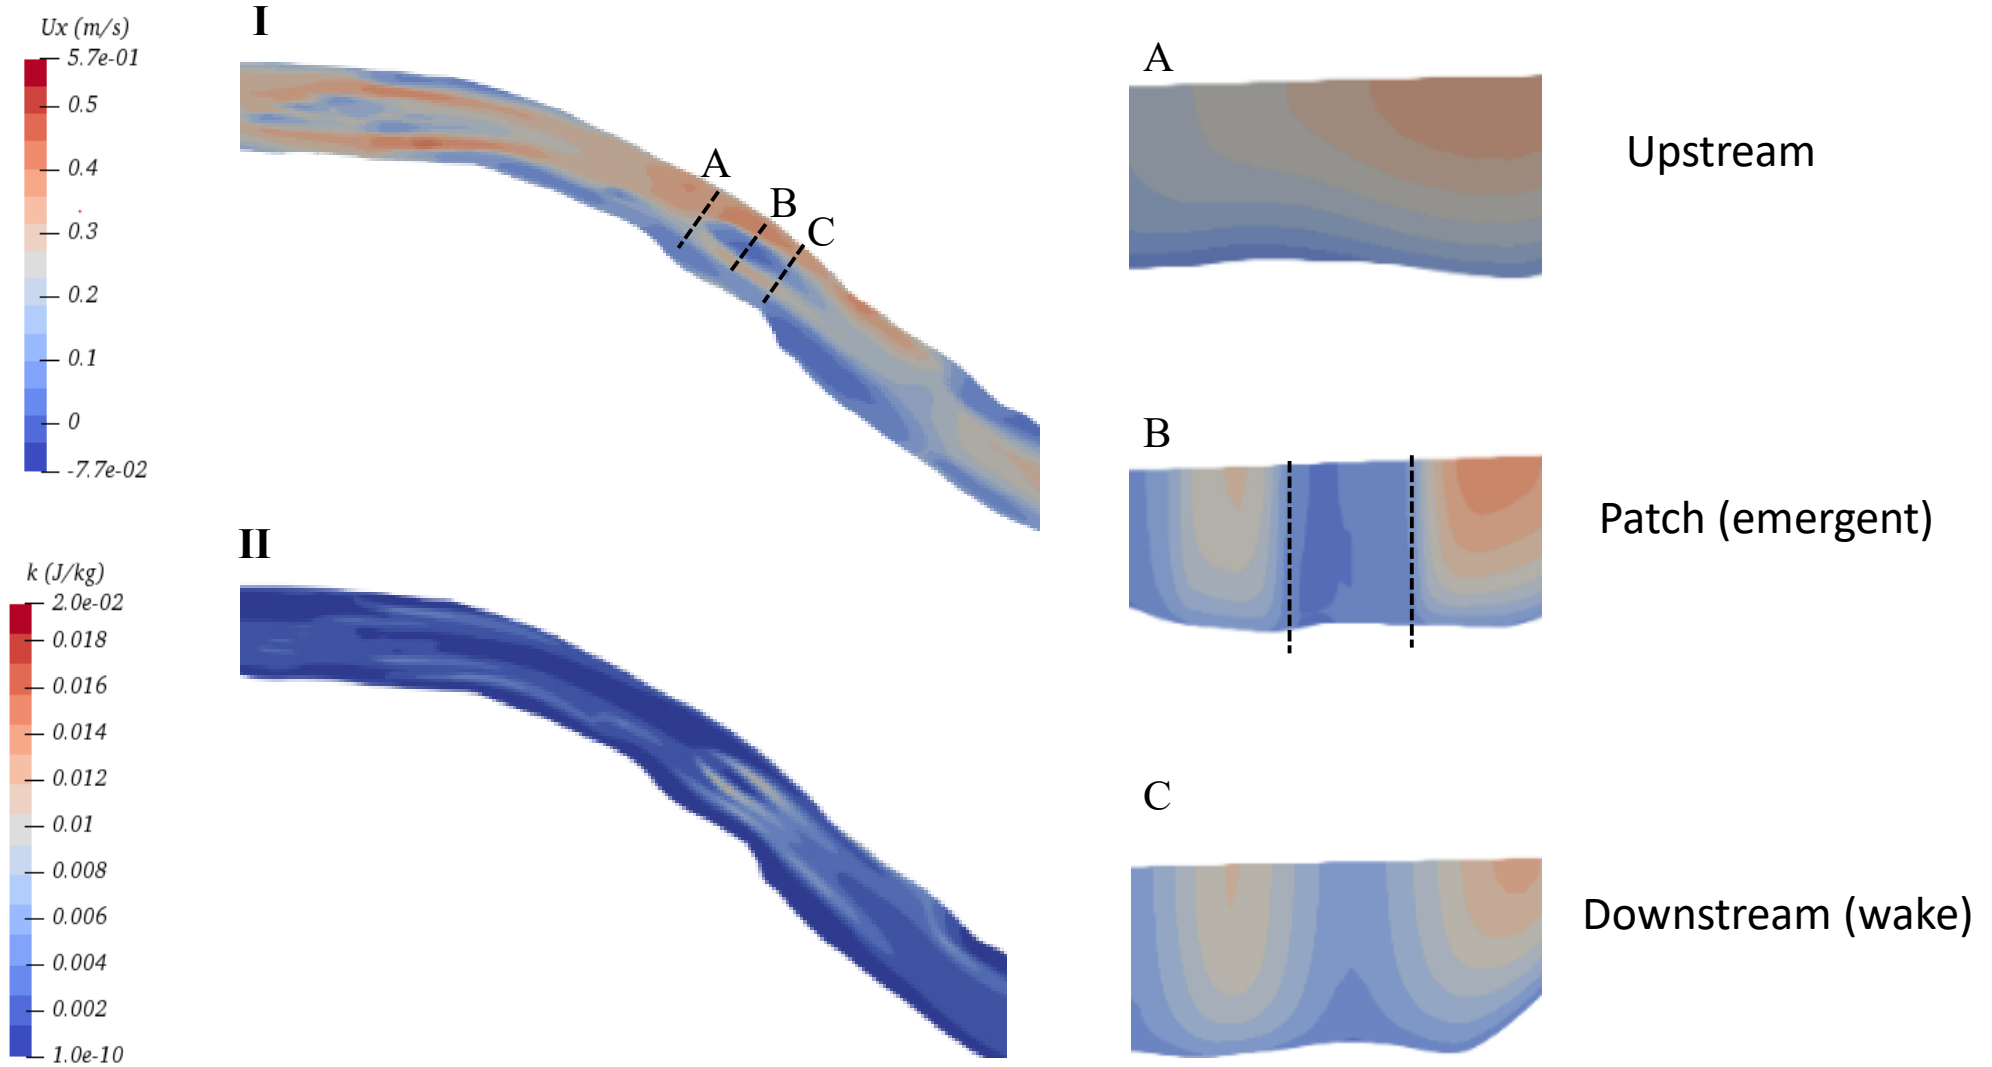 Ux (m/s)
5.7e-01
0.5
0.4
0.3
0.2
0.1
0
-7.7e-02
I
A
B
C
k (J/kg)
2.0e-02
0.018
0.016
0.014
0.012
0.01
0.008
0.006
0.004
0.002
1.0e-10
II
A
Upstream
B
Patch (emergent)
C
Downstream (wake)